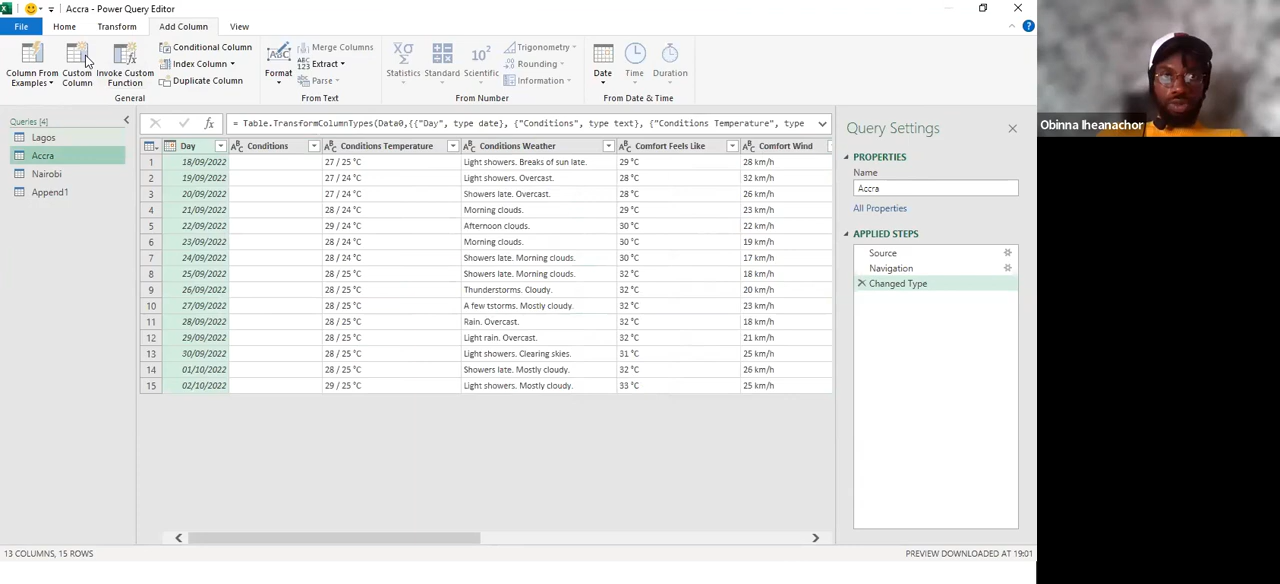 Accra - Power Query Editor
File Home Transform Add Column View
Column From Examples
Custom Column
Invoke Custom Function
Conditional Column
Index Column
Duplicate Column
General
Format
Merge Columns
Extract
Parse
From Text
Statistics
Standard
Scientific
Trigonometry
Rounding
Information
From Number
Date
Time
Duration
From Date & Time
Queries [4]
Lagos
Accra
Nairobi
Append1
= Table.TransformColumnTypes(Data0,{{"Day", type date}, {"Conditions", type text}, {"Conditions Temperature", type
Day Conditions Conditions Temperature Conditions Weather Comfort Feels Like Comfort Wind
1 18/09/2022 27 / 25 °C Light showers. Breaks of sun late. 29 °C 28 km/h
2 19/09/2022 27 / 24 °C Light showers. Overcast. 28 °C 32 km/h
3 20/09/2022 27 / 24 °C Showers late. Overcast. 28 °C 26 km/h
4 21/09/2022 28 / 24 °C Morning clouds. 29 °C 23 km/h
5 22/09/2022 29 / 24 °C Afternoon clouds. 30 °C 22 km/h
6 23/09/2022 28 / 24 °C Morning clouds. 30 °C 19 km/h
7 24/09/2022 28 / 24 °C Showers late. Morning clouds. 30 °C 17 km/h
8 25/09/2022 28 / 25 °C Showers late. Morning clouds. 32 °C 18 km/h
9 26/09/2022 28 / 25 °C Thunderstorms. Cloudy. 32 °C 20 km/h
10 27/09/2022 28 / 25 °C A few tstorms. Mostly cloudy. 32 °C 23 km/h
11 28/09/2022 28 / 25 °C Rain. Overcast. 32 °C 18 km/h
12 29/09/2022 28 / 25 °C Light rain. Overcast. 32 °C 21 km/h
13 30/09/2022 28 / 25 °C Light showers. Clearing skies. 31 °C 25 km/h
14 01/10/2022 28 / 25 °C Showers late. Mostly cloudy. 32 °C 26 km/h
15 02/10/2022 29 / 25 °C Light showers. Mostly cloudy. 33 °C 25 km/h
Query Settings
PROPERTIES
Name
Accra
All Properties
APPLIED STEPS
Source
Navigation
Changed Type
13 COLUMNS, 15 ROWS
PREVIEW DOWNLOADED AT 19:01
Obinna Iheanachor